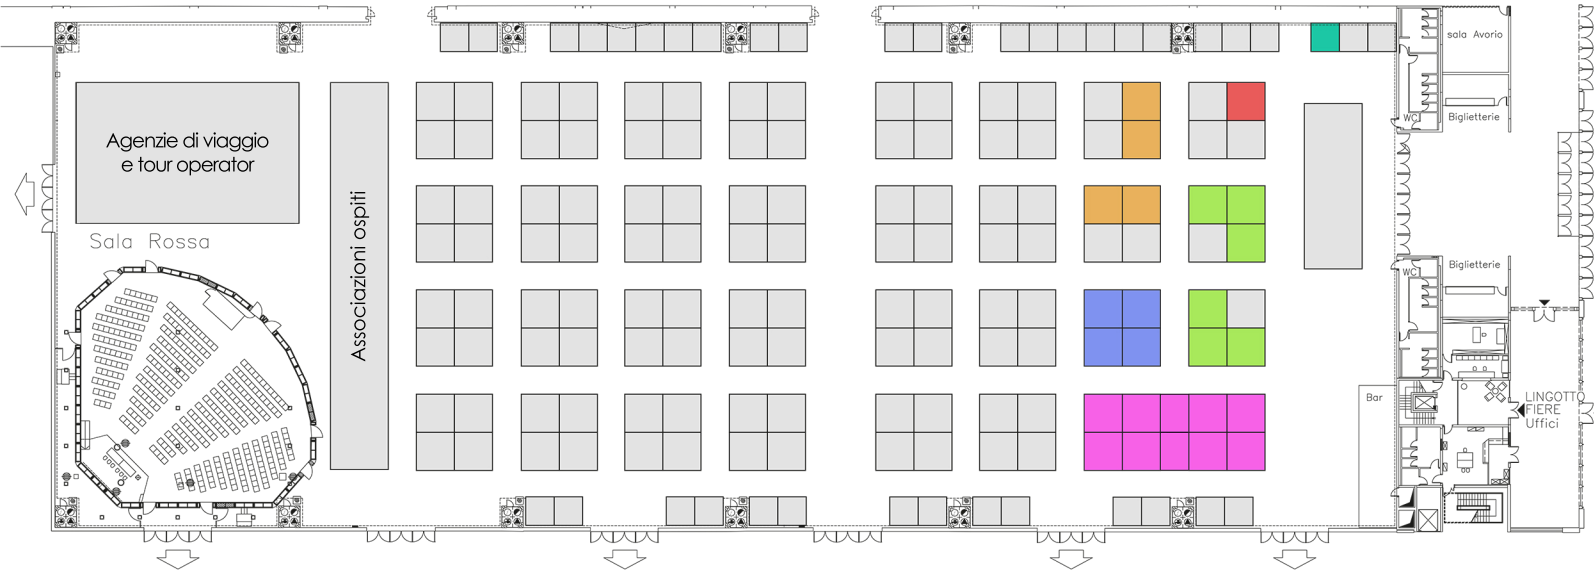 Agenzie di viaggio
e tour operator
Sala Rossa
Associazioni ospiti
sala Avorio
WC
Biglietterie
Biglietterie
WC
Bar
LINGOTTO
FIERE
Uffici